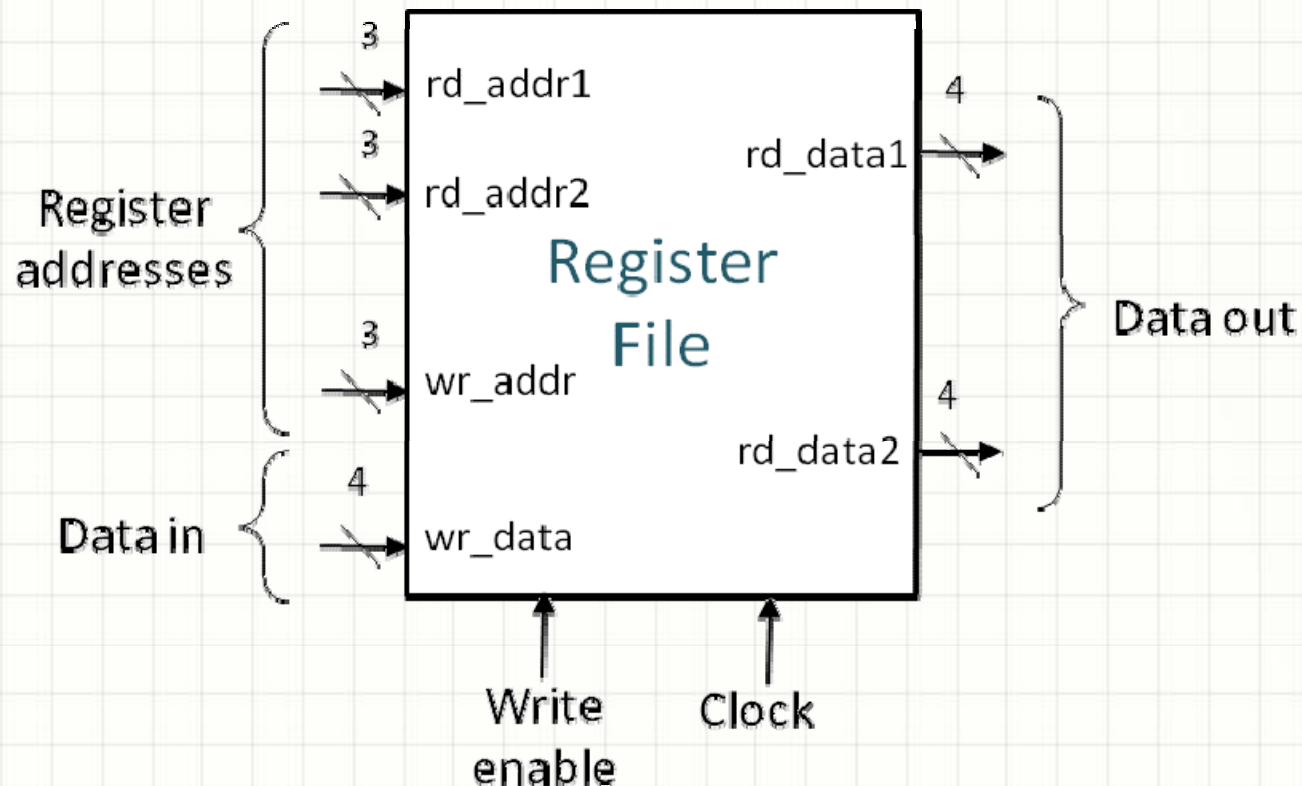 3
rd_addr1
3
rd_addr2
Register
addresses
3
wr_addr
4
Data in
wr_data
Register
File
4
rd_data1
Data out
4
rd_data2
Write
enable
Clock